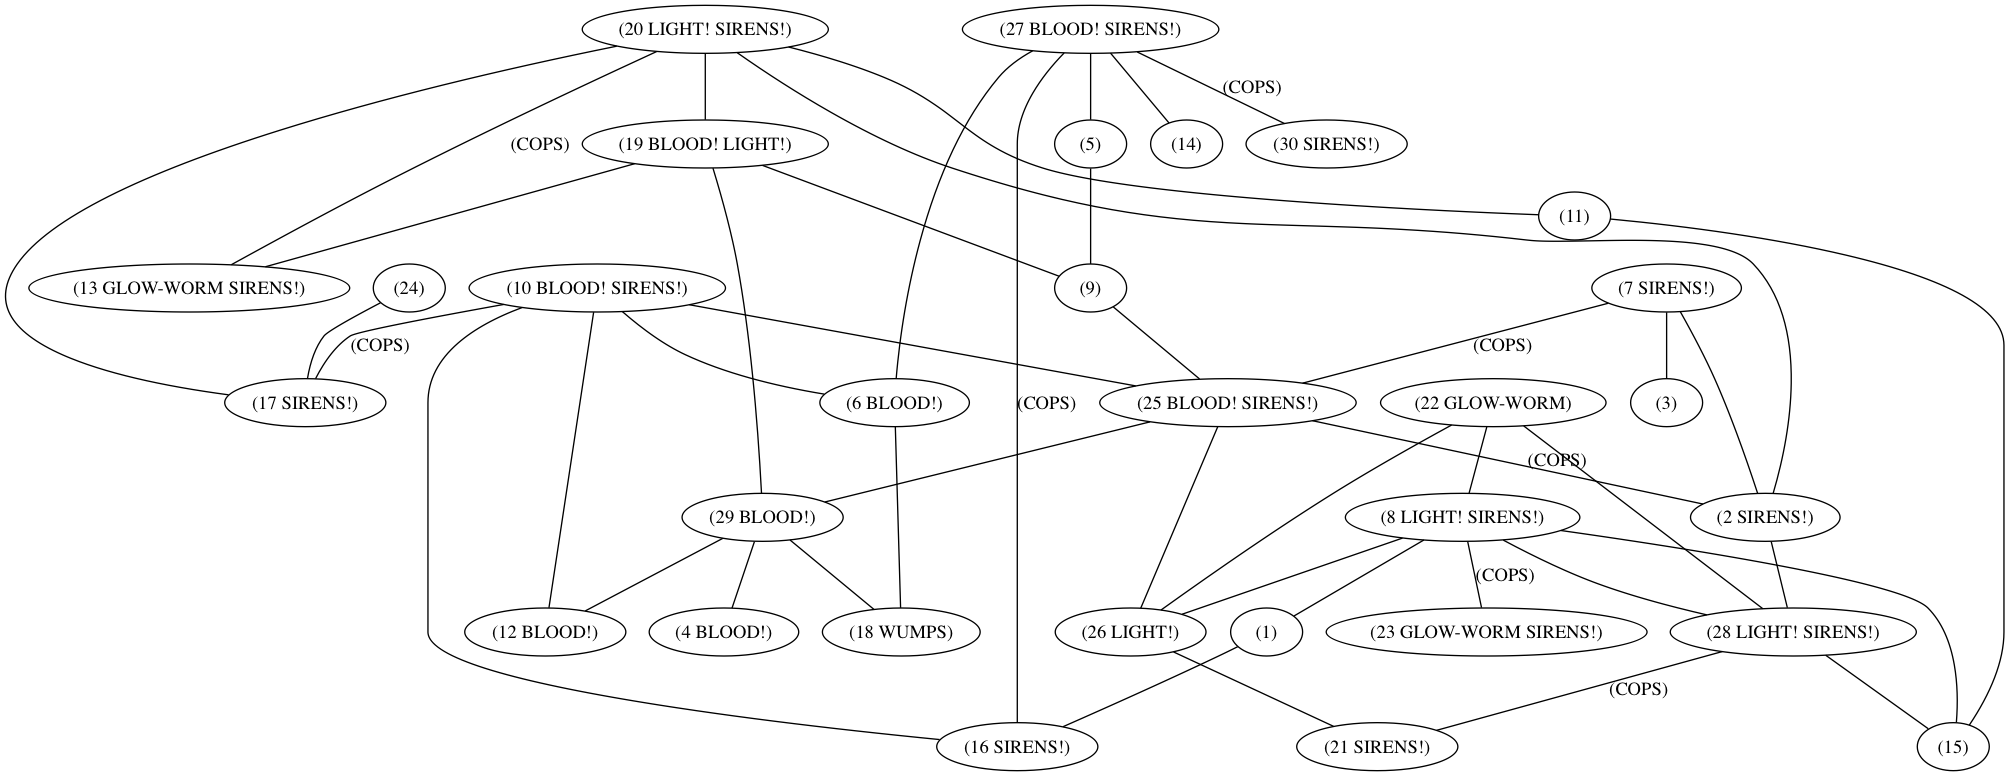 (20 LIGHT! SIRENS!)
(27 BLOOD! SIRENS!)
(COPS)
(COPS)
(19 BLOOD! LIGHT!)
(5)
(14)
(30 SIRENS!)
(11)
(13 GLOW-WORM SIRENS!)
(24)
(10 BLOOD! SIRENS!)
(9)
(7 SIRENS!)
(COPS)
(COPS)
(17 SIRENS!)
(6 BLOOD!)
(COPS)
(25 BLOOD! SIRENS!)
(22 GLOW-WORM)
(3)
(COPS)
(29 BLOOD!)
(8 LIGHT! SIRENS!)
(2 SIRENS!)
(COPS)
(12 BLOOD!)
(4 BLOOD!)
(18 WUMPS)
(26 LIGHT!)
(1)
(23 GLOW-WORM SIRENS!)
(28 LIGHT! SIRENS!)
(COPS)
(16 SIRENS!)
(21 SIRENS!)
(15)